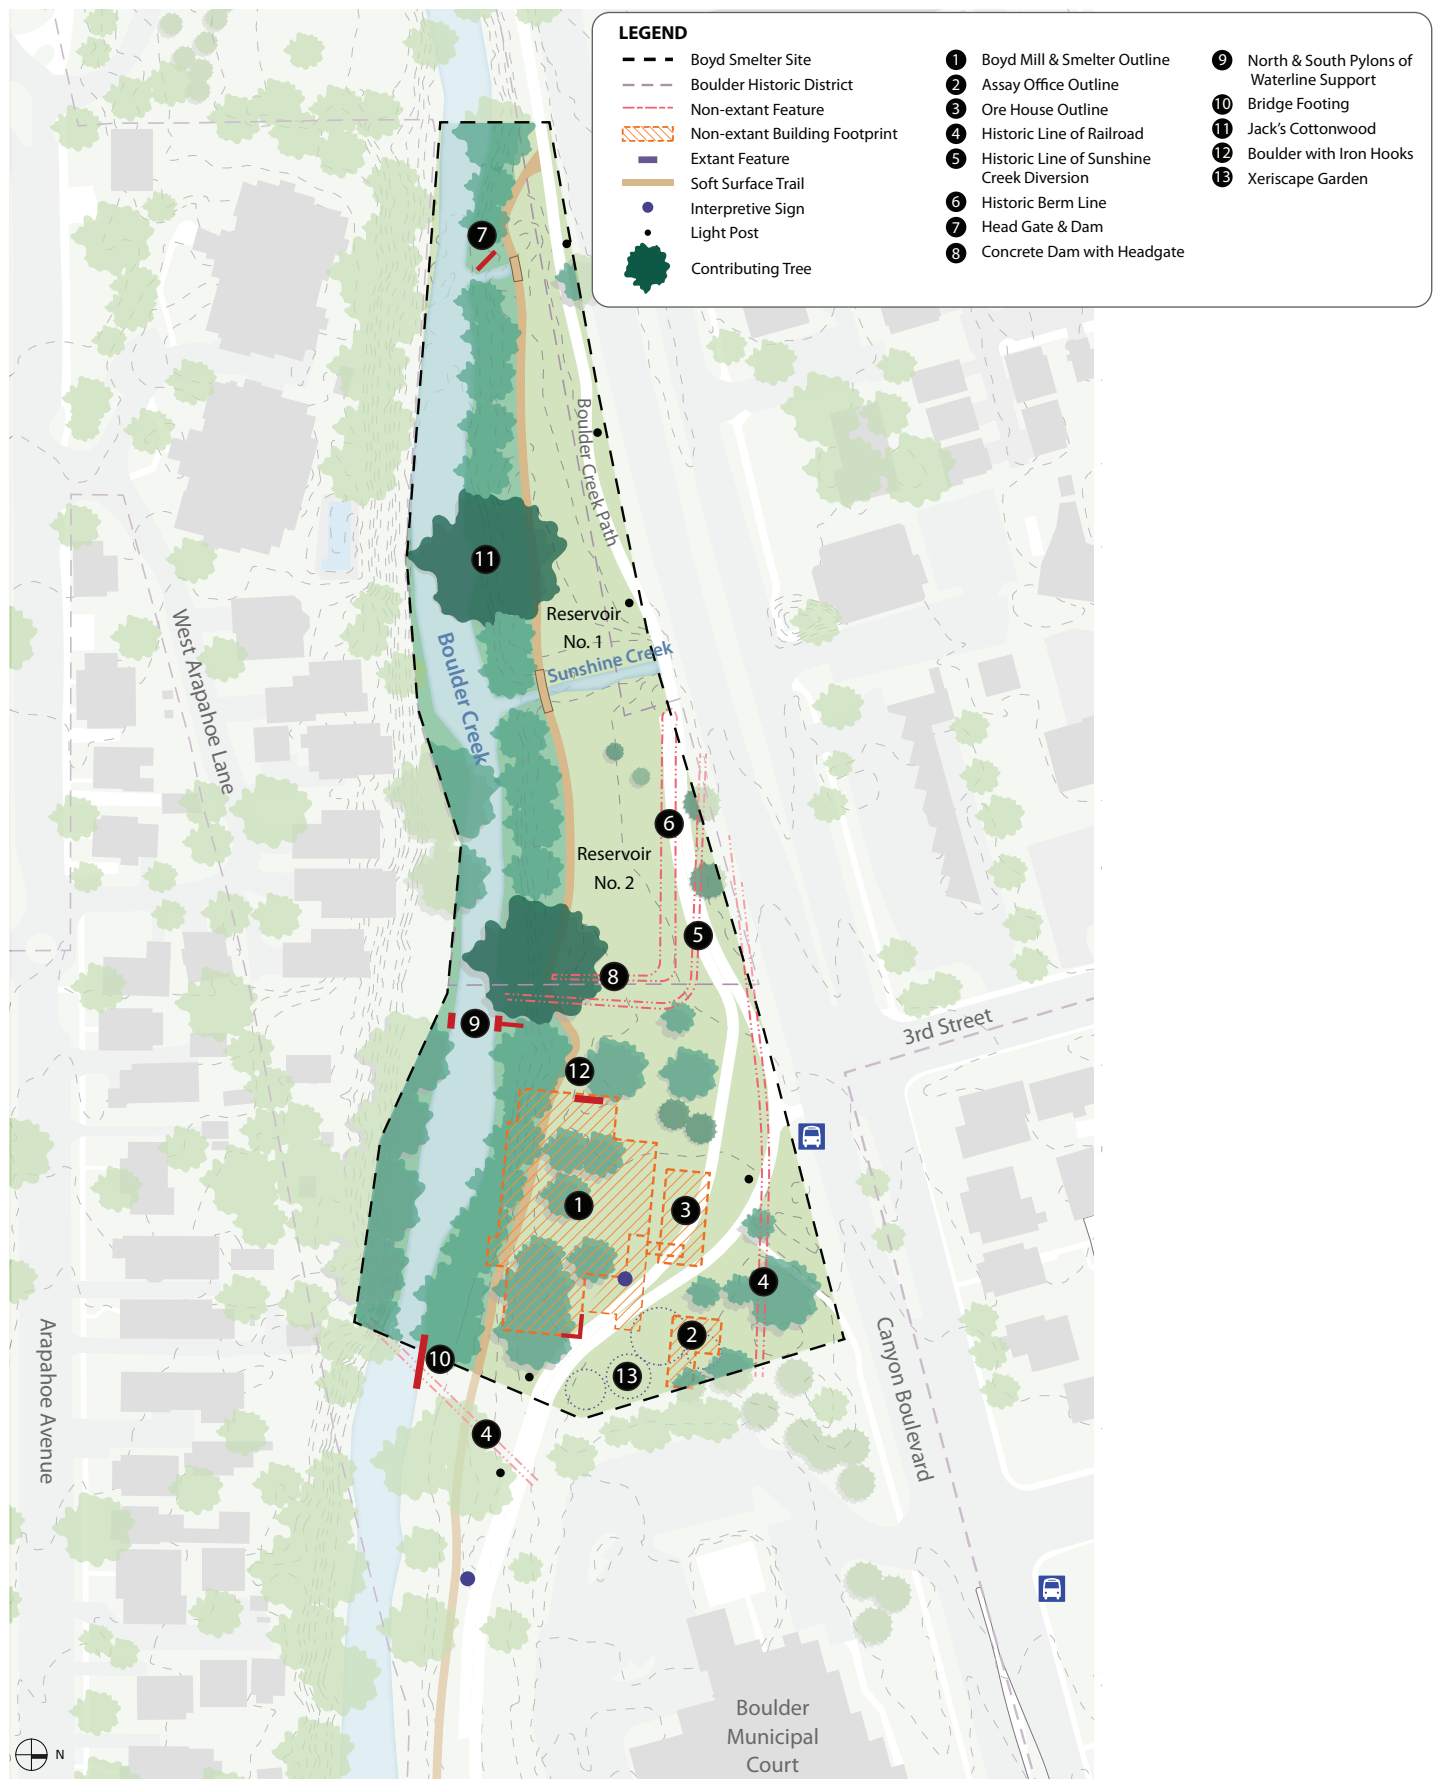 LEGEND
Boyd Smelter Site
Boulder Historic District
Non-extant Feature
Non-extant Building Footprint
Extant Feature
Soft Surface Trail
Interpretive Sign
Light Post
Contributing Tree
1 Boyd Mill & Smelter Outline
2 Assay Office Outline
3 Ore House Outline
4 Historic Line of Railroad
5 Historic Line of Sunshine
Creek Diversion
6 Historic Berm Line
7 Head Gate & Dam
8 Concrete Dam with Headgate
9 North & South Pylons of
Waterline Support
10 Bridge Footing
11 Jack's Cottonwood
12 Boulder with Iron Hooks
13 Xeriscape Garden
7
Boulder Creek Path
11
Reservoir
No. 1
Sunshine Creek
Boulder Creek
West Arapahoe Lane
6
Reservoir
No. 2
5
8
9
3rd Street
12
1
3
4
2
10
13
Arapahoe Avenue
Canyon Boulevard
4
Boulder
Municipal
Court
N